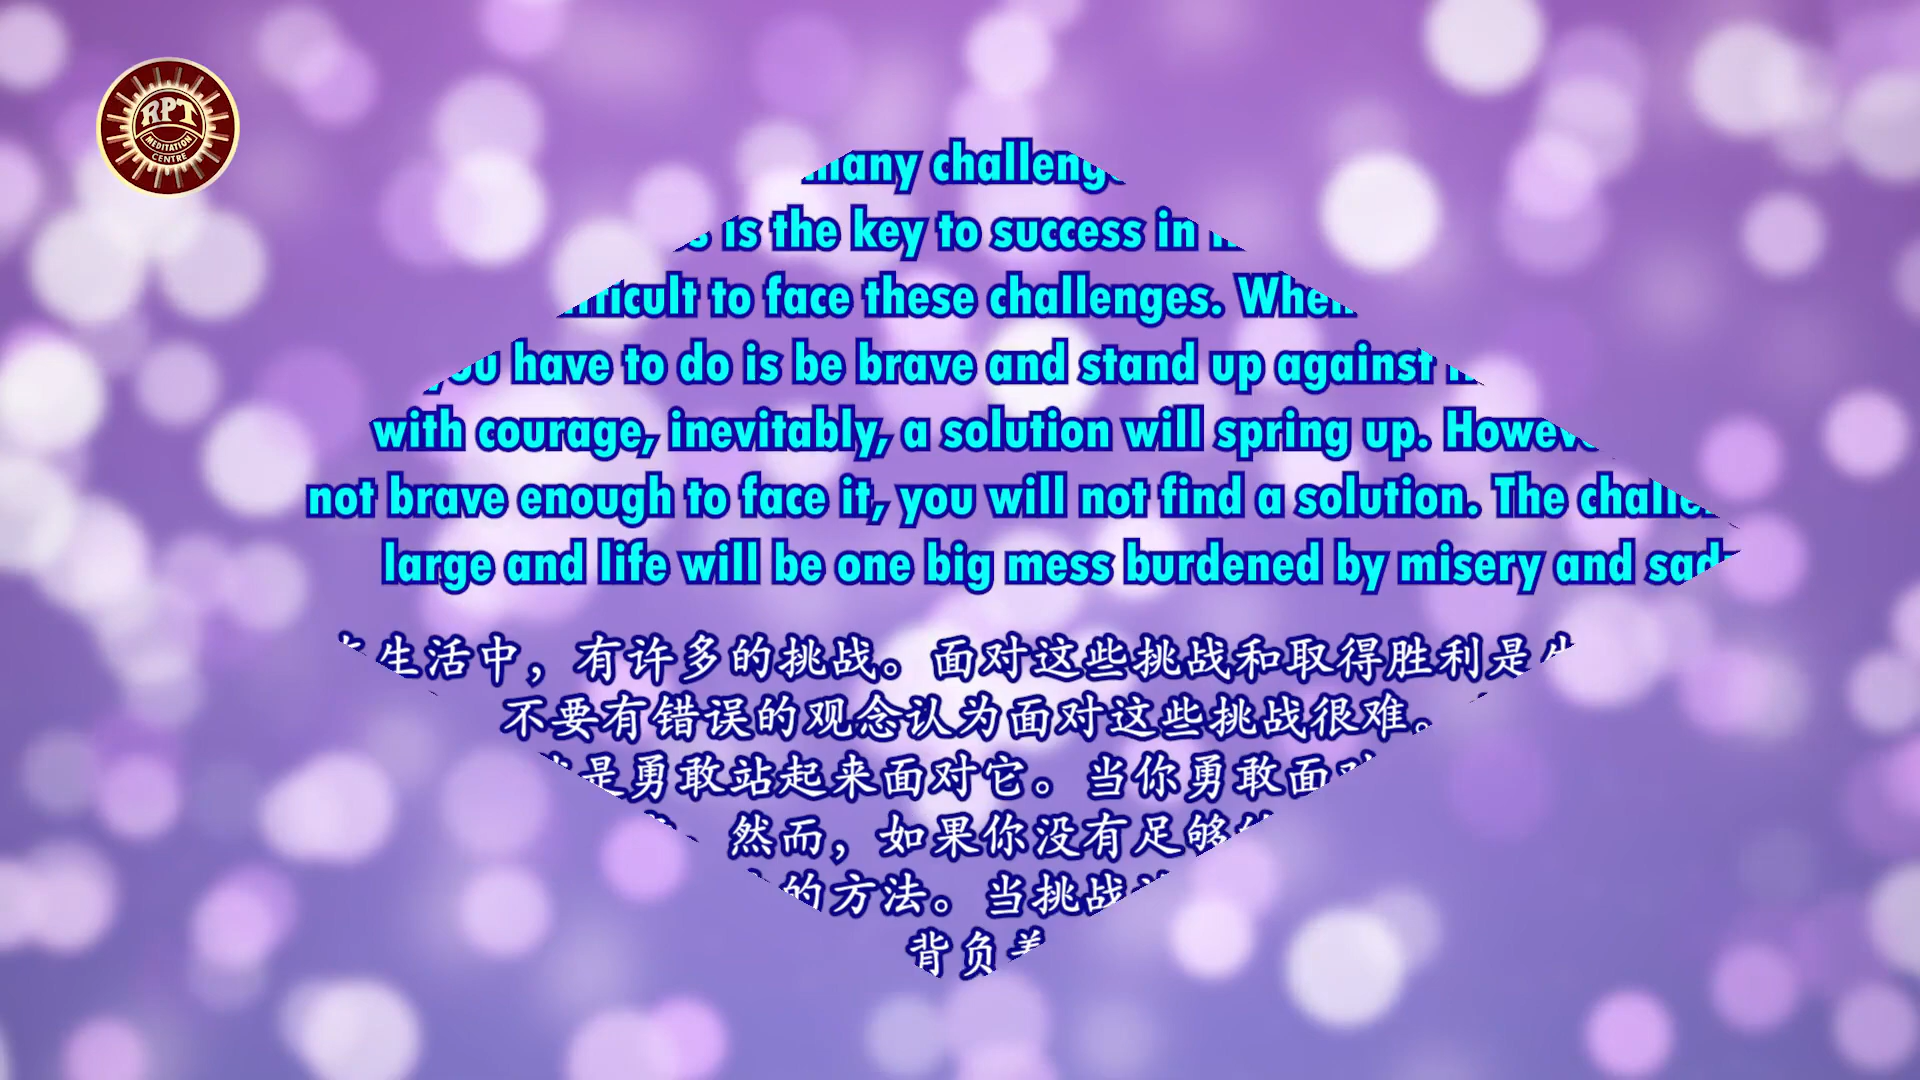 RPT
MEDITATION
CENTRE
many
is the key to success in
to face these challenges. When
you have to do is be brave and stand up against
with courage, inevitably, a solution will spring up.
not brave enough to face it, you will not find a solution. The
large and life will be one big mess burdened by misery and
生活中，有许多的挑战。面对这些挑战和取得胜利是
不要有错误的观念认为面对这些挑战很难。
是勇敢站起来面对它。当你勇敢面对
然而，如果你没有足够
的方法。当挑战
背负着